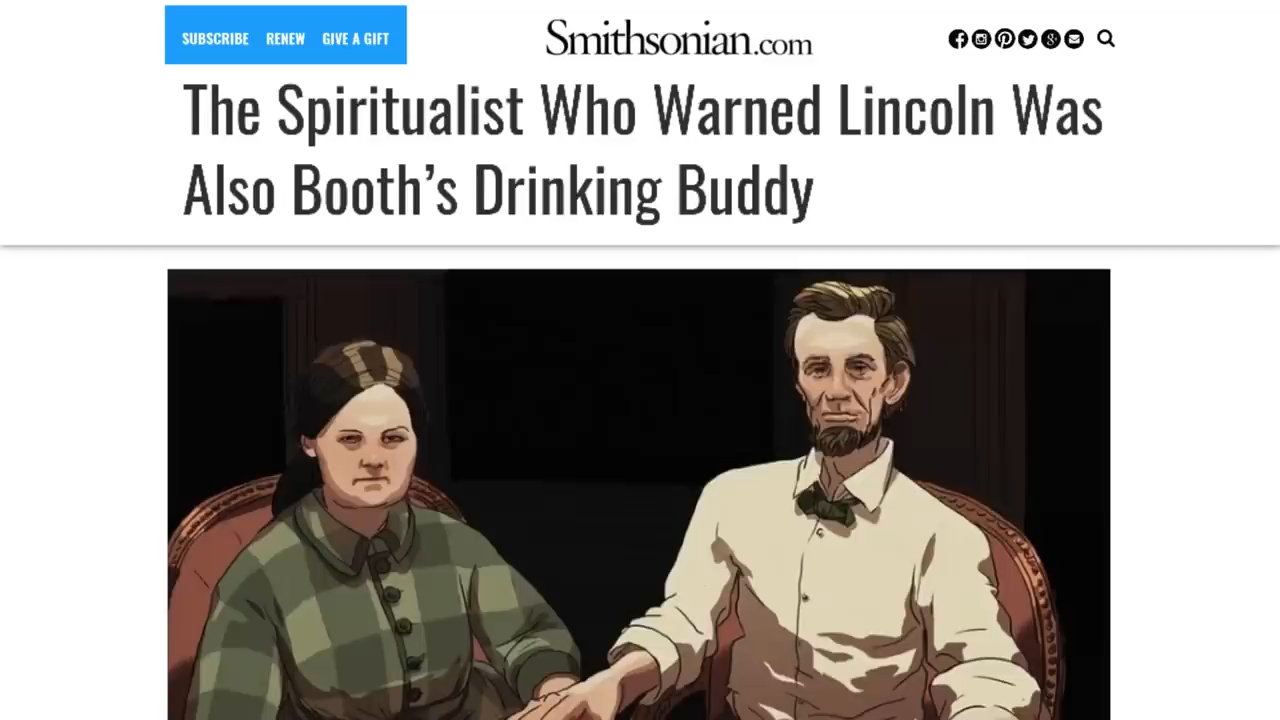 SUBSCRIBE RENEW GIVE A GIFT
Smithsonian.com
The Spiritualist Who Warned Lincoln Was
Also Booth’s Drinking Buddy